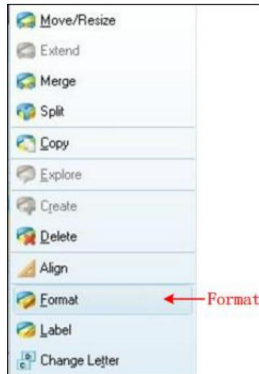 Move/Resize
Extend
Merge
Split
Copy
Explore
Create
Delete
Align
Format Format
Label
Change Letter